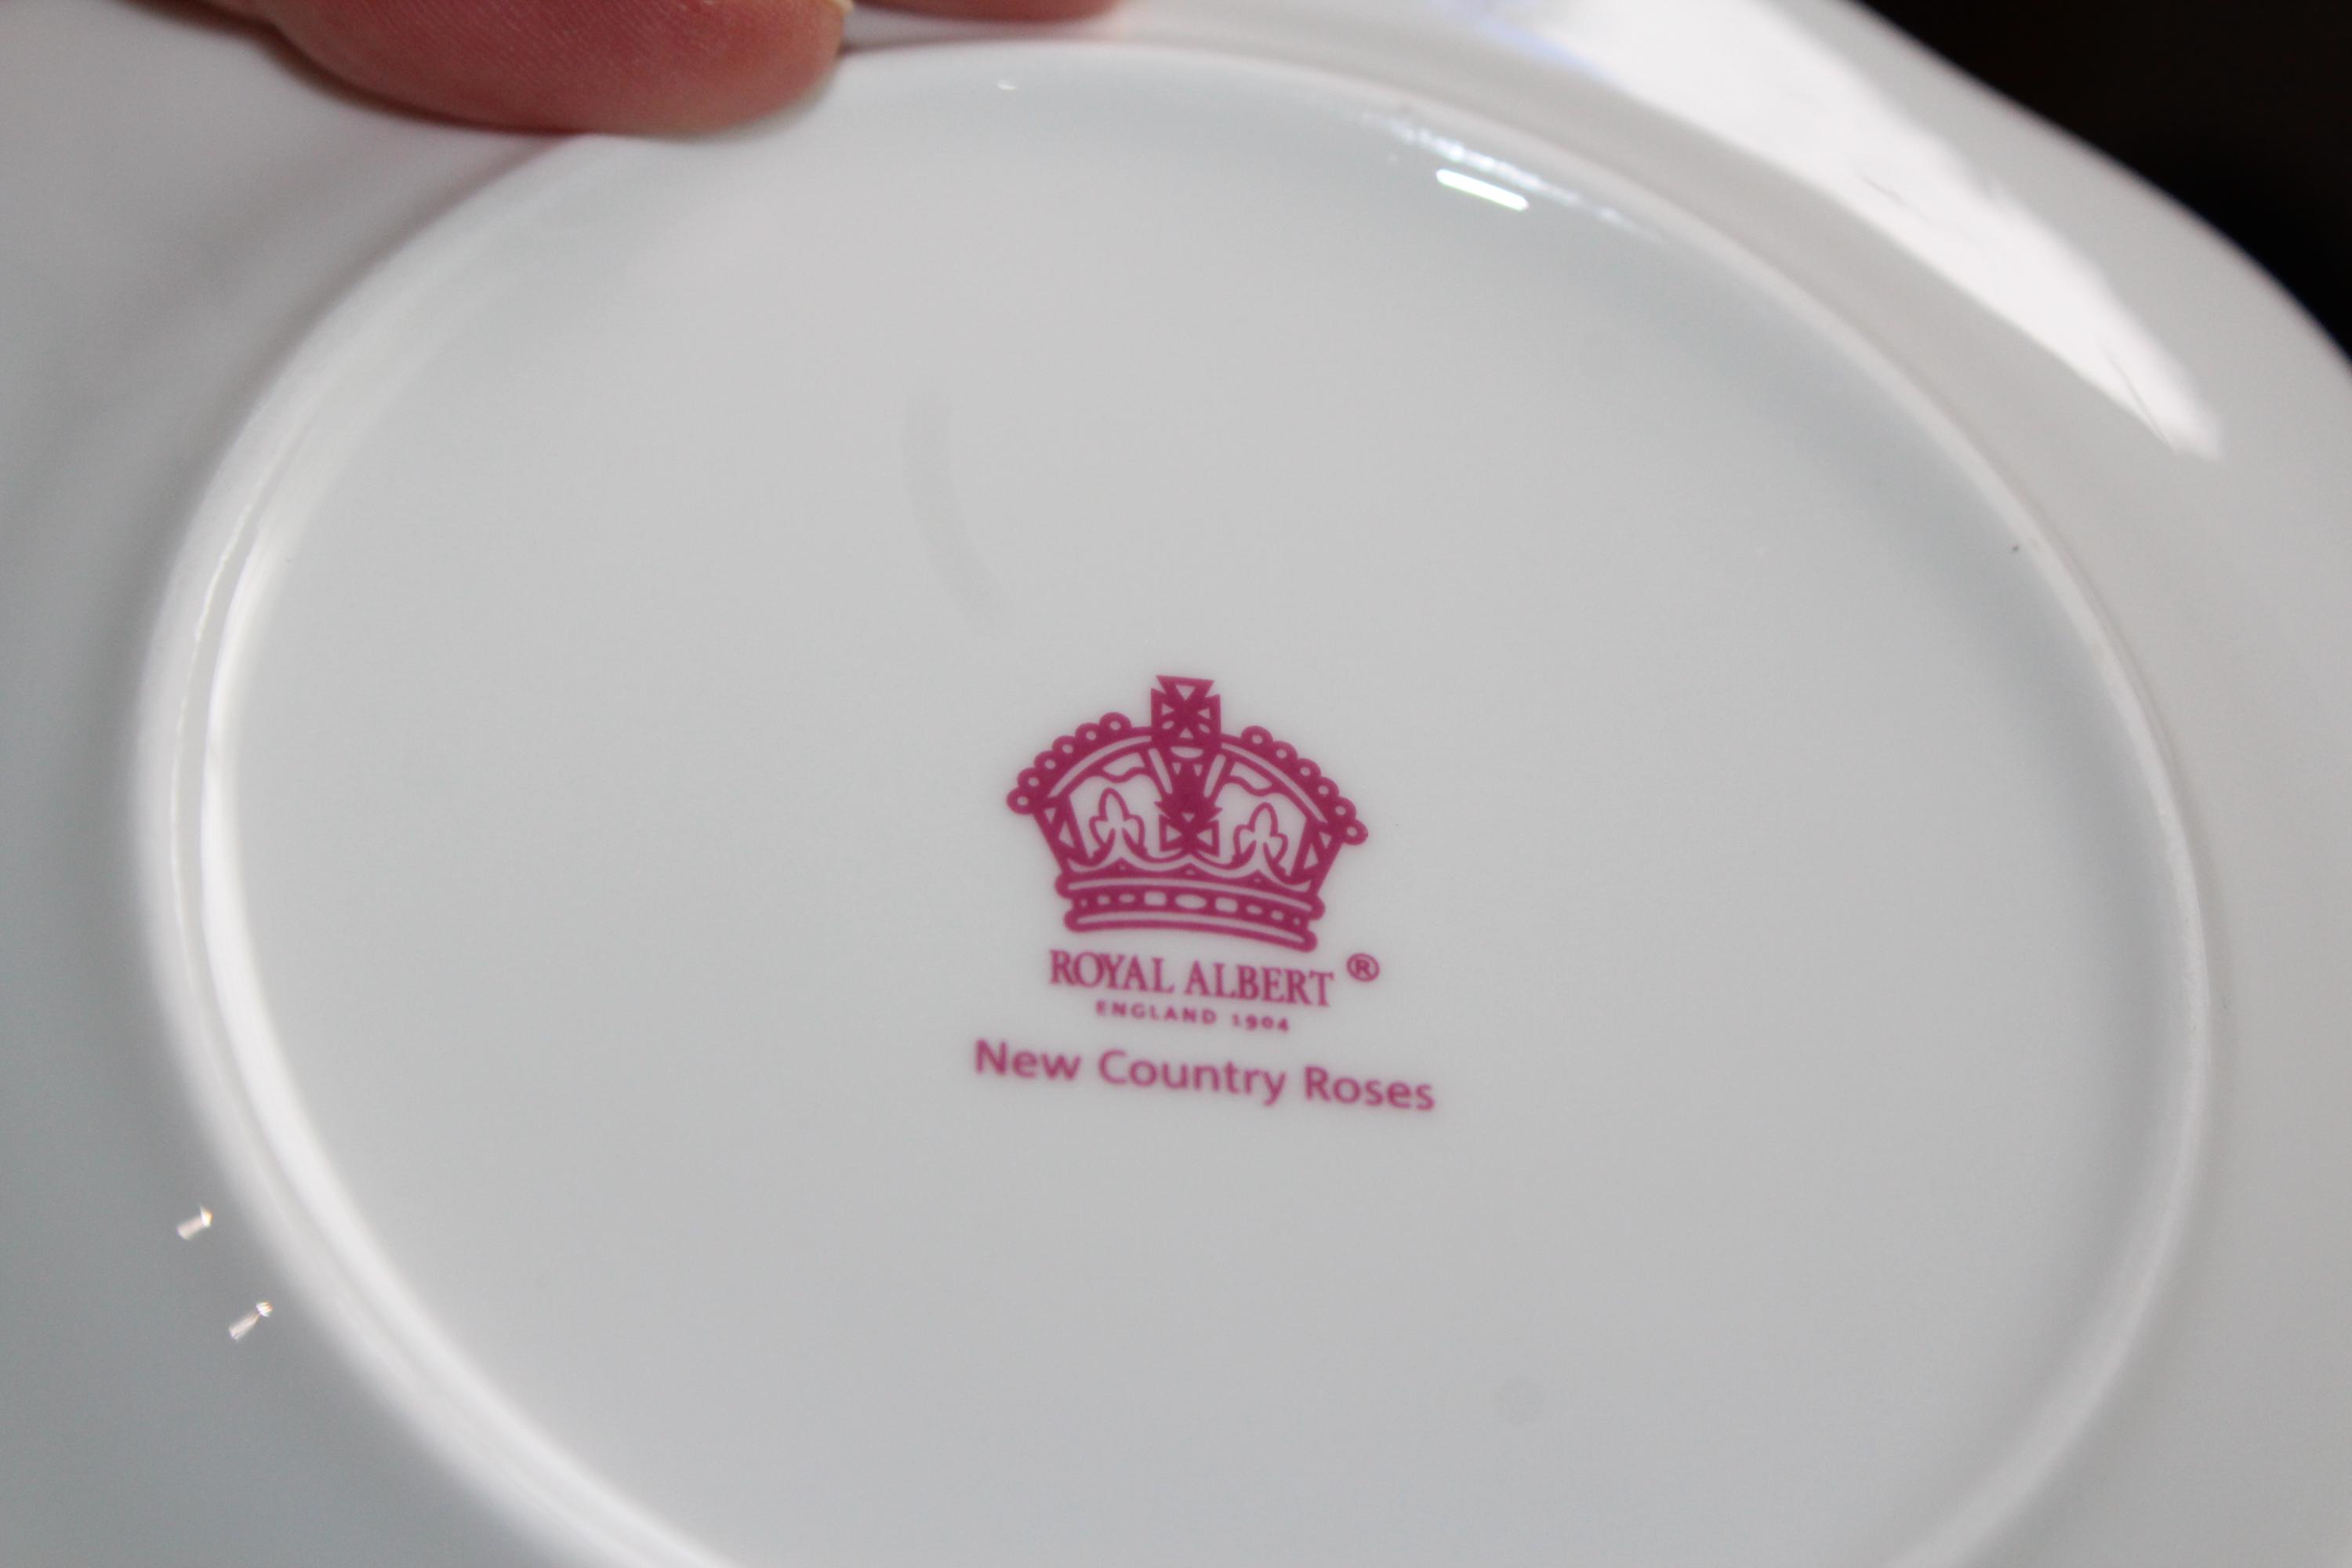 ROYAL ALBERT ®
ENGLAND 1904
New Country Roses